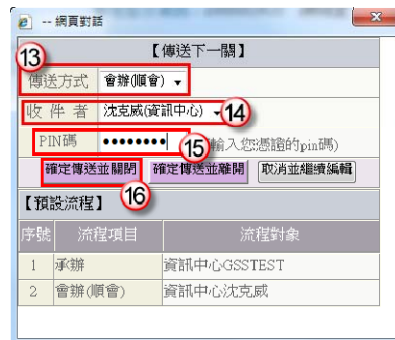 -- 網頁對話
【傳送下一關】
13
傳送方式 會辦(順會)
收件者 沈克威(資訊中心) 14
PIN碼 •••••••• 15 輸入您憑證的pin碼)
確定傳送並關閉 確定傳送並離開 取消並繼續編輯
16
【預設流程】
序號 流程項目 流程對象
1 承辦 資訊中心GSSTEST
2 會辦(順會) 資訊中心沈克威